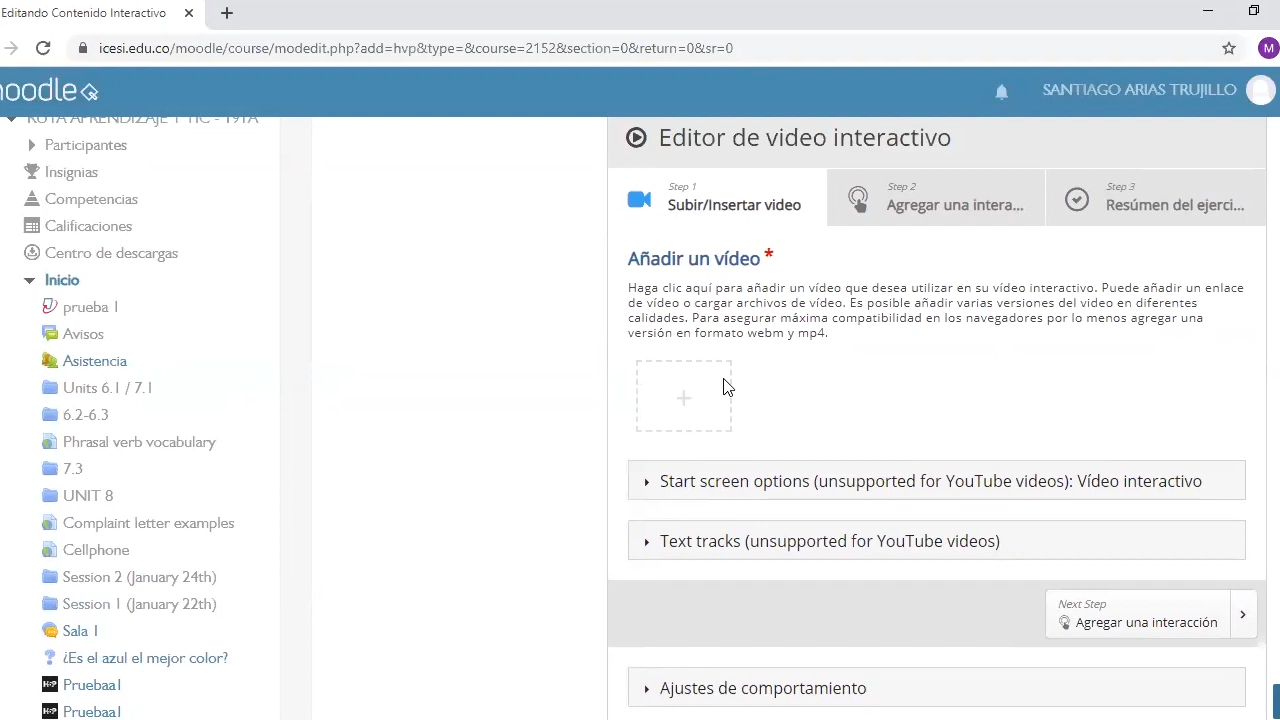 Editando Contenido Interactivo
icesi.edu.co/moodle/course/modedit.php?add=hvp&type=&course=2152&section=0&return=0&sr=0
M
oodle
SANTIAGO ARIAS TRUJILLO
RUTA APRENDIZAJE 1 TIC - 191A
Participantes
Insignias
Competencias
Calificaciones
Centro de descargas
Inicio
prueba 1
Avisos
Asistencia
Units 6.1 / 7.1
6.2-6.3
Phrasal verb vocabulary
7.3
UNIT 8
Complaint letter examples
Cellphone
Session 2 (January 24th)
Session 1 (January 22th)
Sala 1
¿Es el azul el mejor color?
H-P Pruebaa1
H-P Pruebaa1
Editor de video interactivo
Step 1
Subir/Insertar video
Step 2
Agregar una intera...
Step 3
Resúmen del ejerci...
Añadir un vídeo *
Haga clic aquí para añadir un vídeo que desea utilizar en su vídeo interactivo. Puede añadir un enlace
de vídeo o cargar archivos de vídeo. Es posible añadir varias versiones del video en diferentes
calidades. Para asegurar máxima compatibilidad en los navegadores por lo menos agregar una
versión en formato webm y mp4.
+
Start screen options (unsupported for YouTube videos): Vídeo interactivo
Text tracks (unsupported for YouTube videos)
Next Step
Agregar una interacción
Ajustes de comportamiento